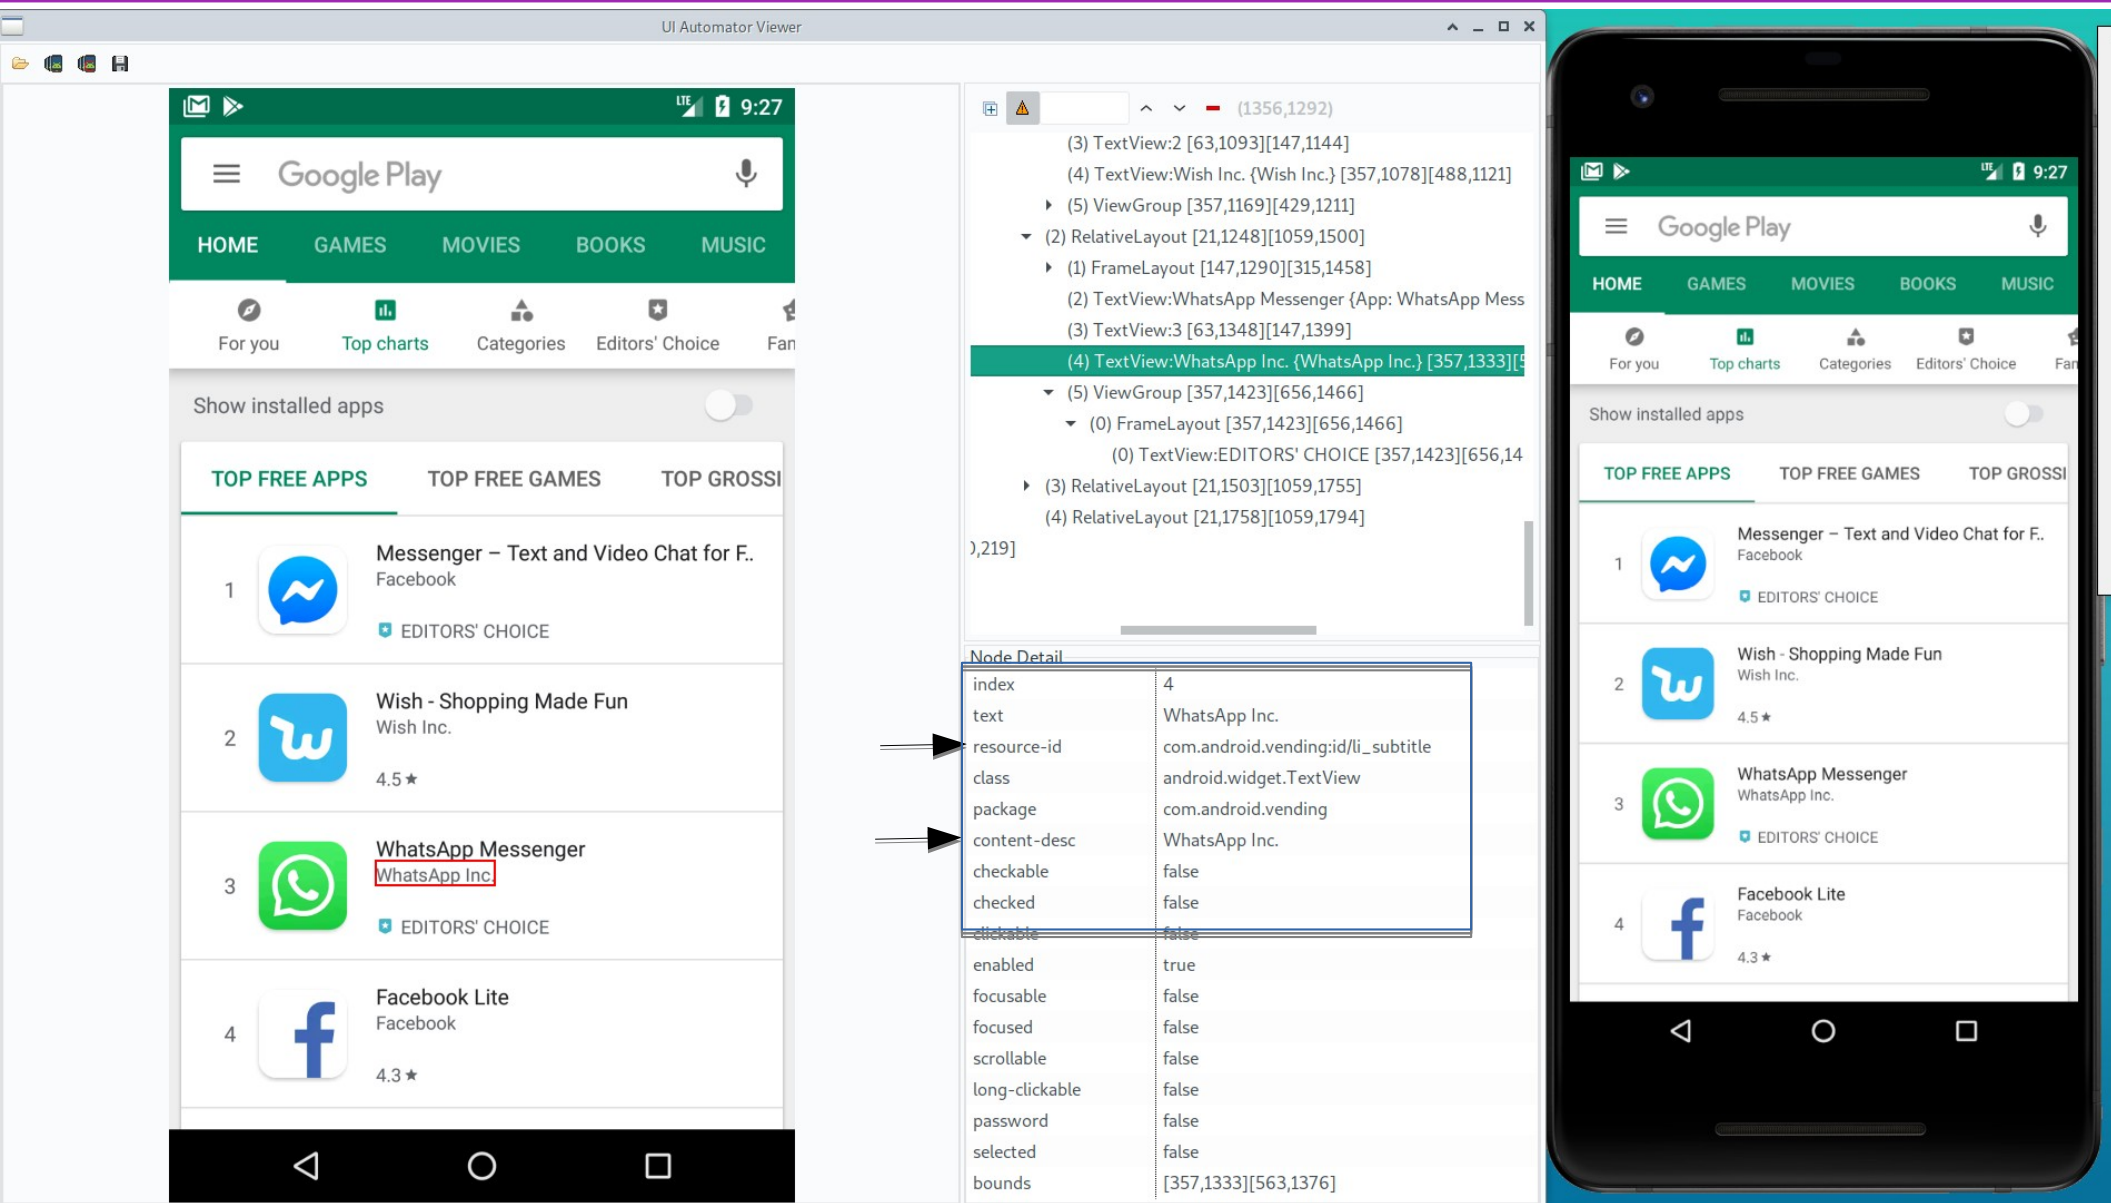 UI Automator Viewer
LTE 9:27
Google Play
HOME GAMES MOVIES BOOKS MUSIC
For you Top charts Categories Editors' Choice Fan
Show installed apps
TOP FREE APPS TOP FREE GAMES TOP GROSSI
1 Messenger – Text and Video Chat for F..
Facebook
EDITORS' CHOICE
2 Wish - Shopping Made Fun
Wish Inc.
4.5★
3 WhatsApp Messenger
WhatsApp Inc.
EDITORS' CHOICE
4 Facebook Lite
Facebook
4.3★
(1356,1292)
(3) TextView:2 [63,1093][147,1144]
(4) TextView:Wish Inc. {Wish Inc.} [357,1078][488,1121]
(5) ViewGroup [357,1169][429,1211]
(2) RelativeLayout [21,1248][1059,1500]
(1) FrameLayout [147,1290][315,1458]
(2) TextView:WhatsApp Messenger {App: WhatsApp Mess
(3) TextView:3 [63,1348][147,1399]
(4) TextView:WhatsApp Inc. {WhatsApp Inc.} [357,1333][5
(5) ViewGroup [357,1423][656,1466]
(0) FrameLayout [357,1423][656,1466]
(0) TextView:EDITORS' CHOICE [357,1423][656,14
(3) RelativeLayout [21,1503][1059,1755]
(4) RelativeLayout [21,1758][1059,1794]
),219]
Node Detail
index 4
text WhatsApp Inc.
resource-id com.android.vending:id/li_subtitle
class android.widget.TextView
package com.android.vending
content-desc WhatsApp Inc.
checkable false
checked false
clickable false
enabled true
focusable false
focused false
scrollable false
long-clickable false
password false
selected false
bounds [357,1333][563,1376]
LTE 9:27
Google Play
HOME GAMES MOVIES BOOKS MUSIC
For you Top charts Categories Editors' Choice Fan
Show installed apps
TOP FREE APPS TOP FREE GAMES TOP GROSSI
1 Messenger – Text and Video Chat for F..
Facebook
EDITORS' CHOICE
2 Wish - Shopping Made Fun
Wish Inc.
4.5★
3 WhatsApp Messenger
WhatsApp Inc.
EDITORS' CHOICE
4 Facebook Lite
Facebook
4.3★